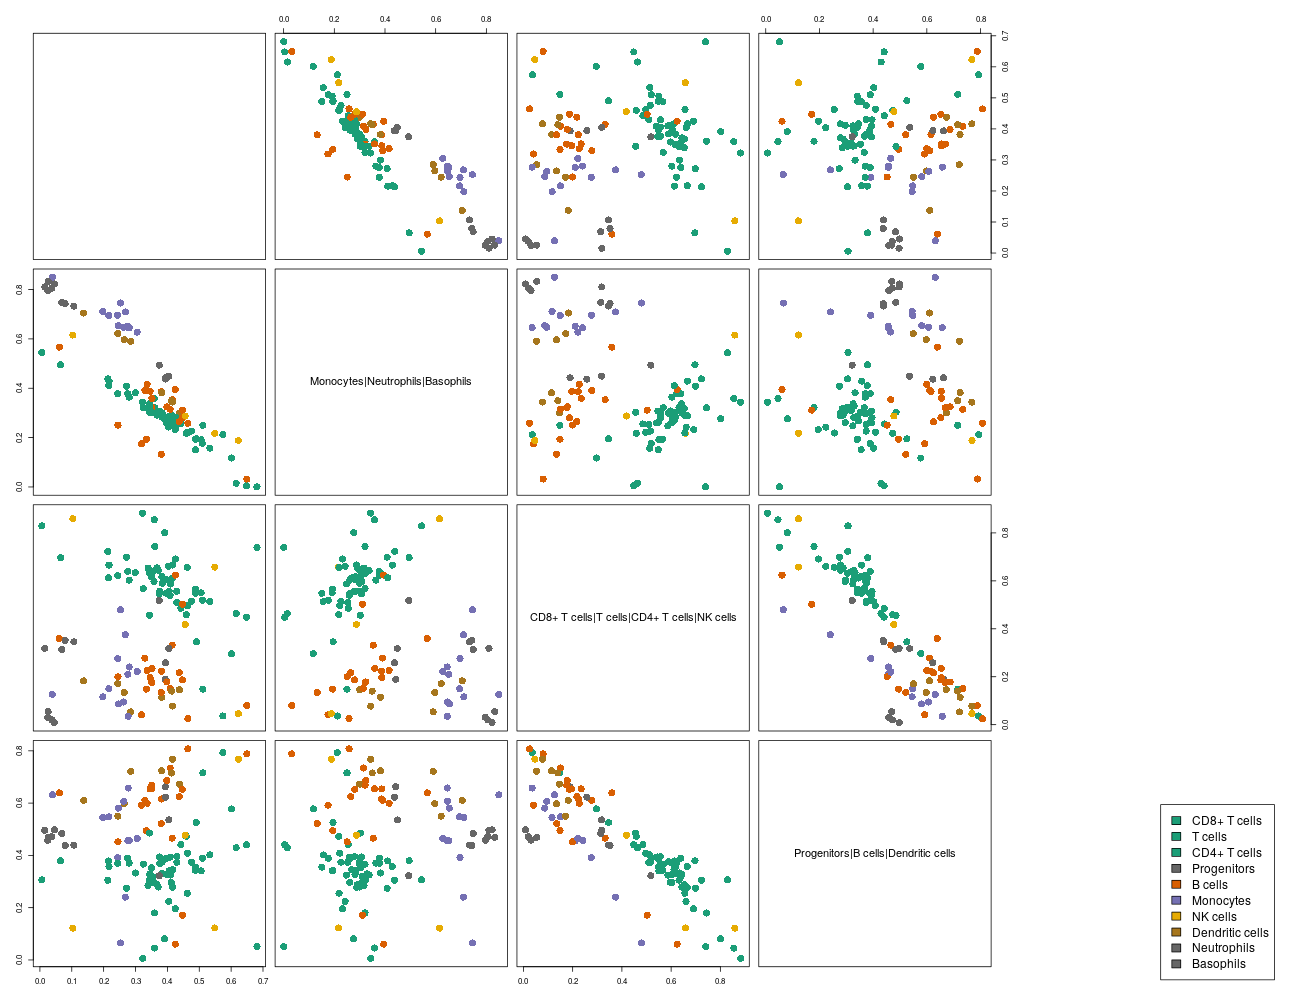 0.0 0.2 0.4 0.6 0.8
0.0 0.2 0.4 0.6 0.8
0.0 0.1 0.2 0.3 0.4 0.5 0.6 0.7
0.0 0.2 0.4 0.6 0.8
Monocytes|Neutrophils|Basophils
CD8+ T cells|T cells|CD4+ T cells|NK cells
0.0 0.2 0.4 0.6 0.8
0.0 0.2 0.4 0.6 0.8
Progenitors|B cells|Dendritic cells
0.0 0.1 0.2 0.3 0.4 0.5 0.6 0.7
0.0 0.2 0.4 0.6 0.8
CD8+ T cells
T cells
CD4+ T cells
Progenitors
B cells
Monocytes
NK cells
Dendritic cells
Neutrophils
Basophils